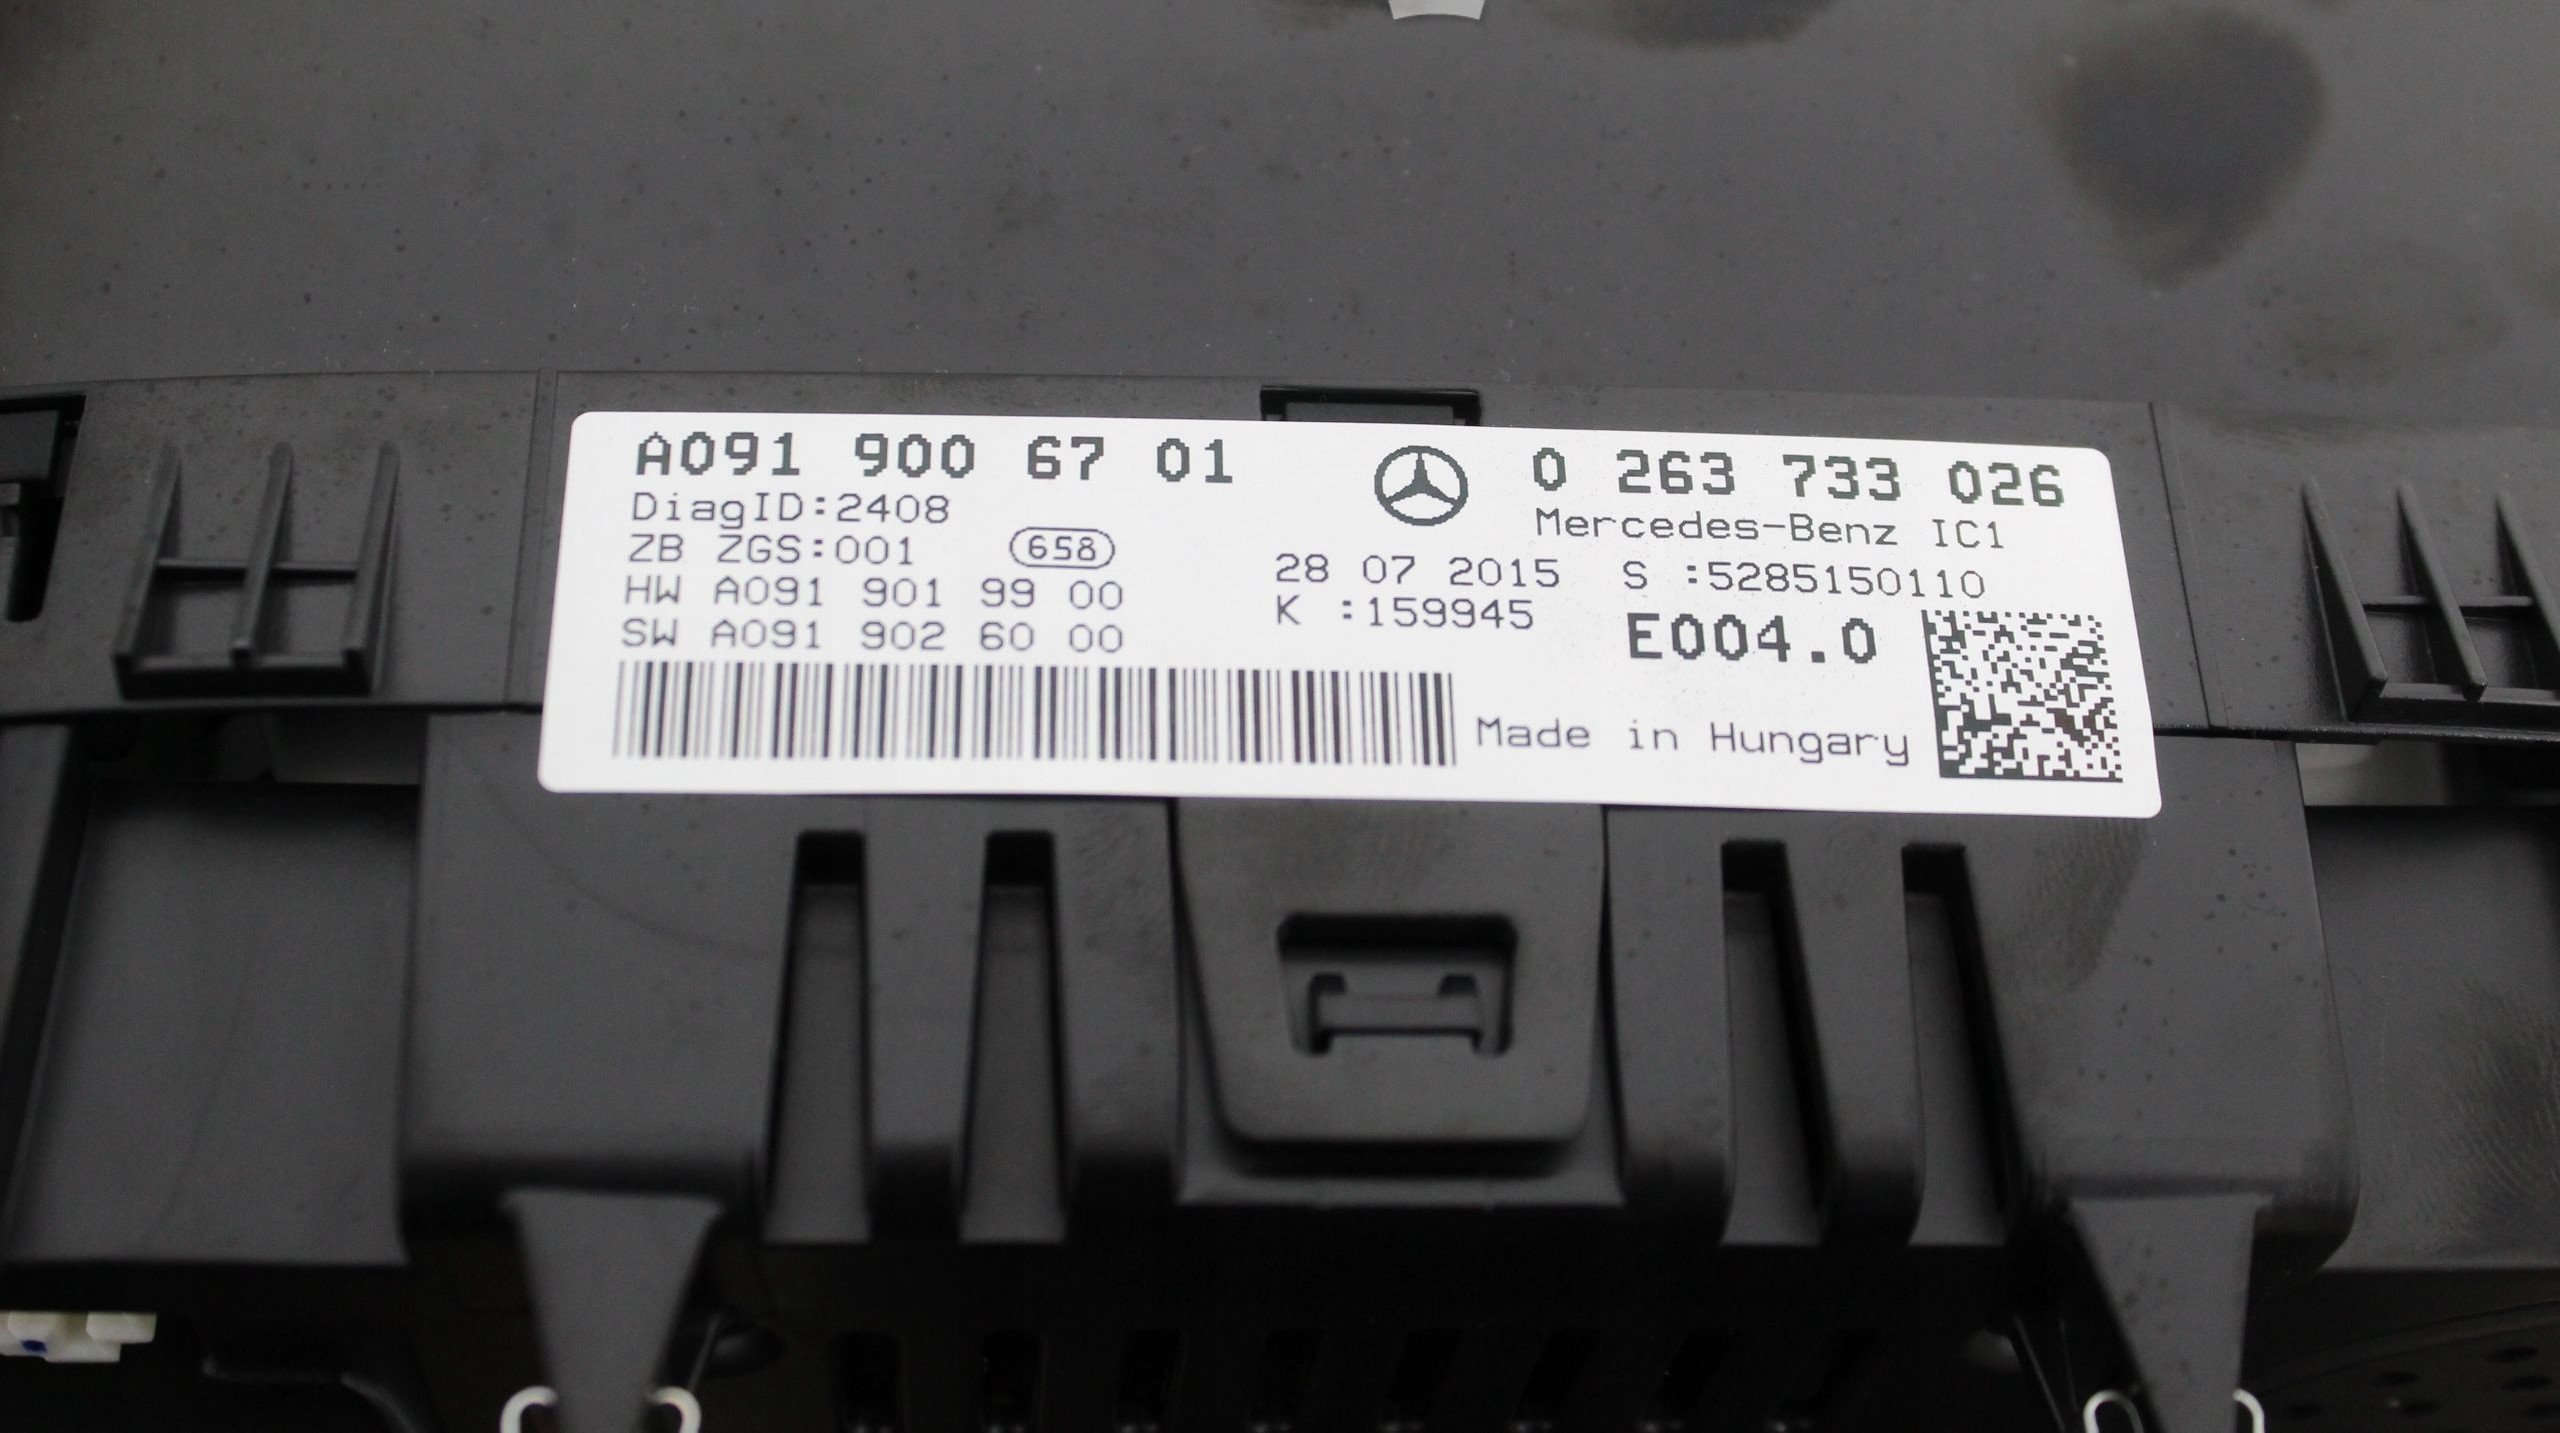 A091 900 67 01
DiagID:2408
ZB ZGS:001 658
HW A091 901 99 00
SW A091 902 60 00
0 263 733 026
Mercedes-Benz IC1
28 07 2015 S :5285150110
K :159945
E004.0
Made in Hungary